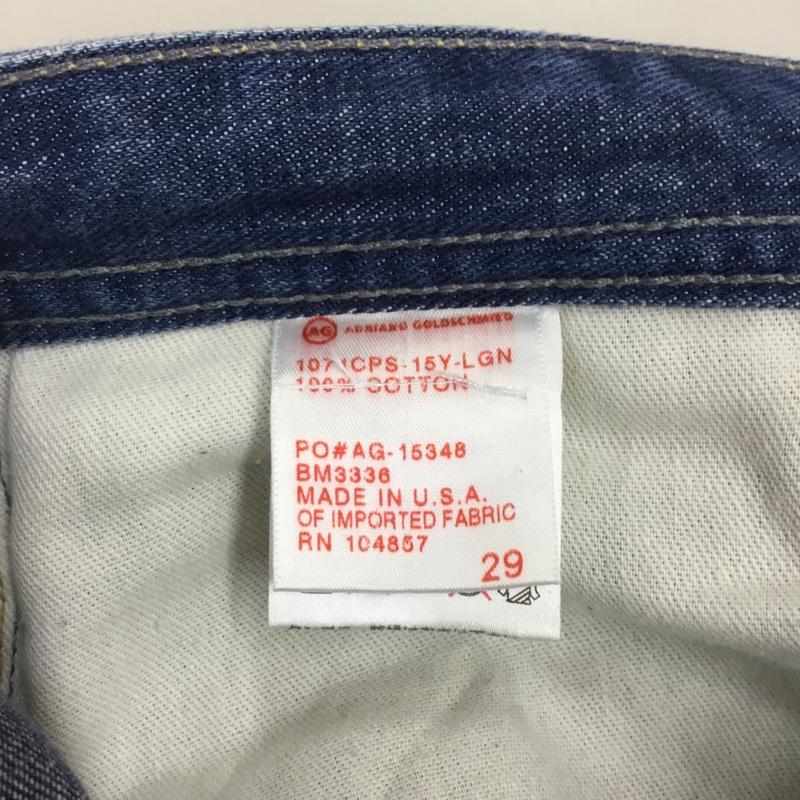 AG ADRIANO GOLDSCHMIED
1071CPS-15Y-LGN
100% COTTON
PO#AG-15348
BM3336
MADE IN U.S.A.
OF IMPORTED FABRIC
RN 104857
29